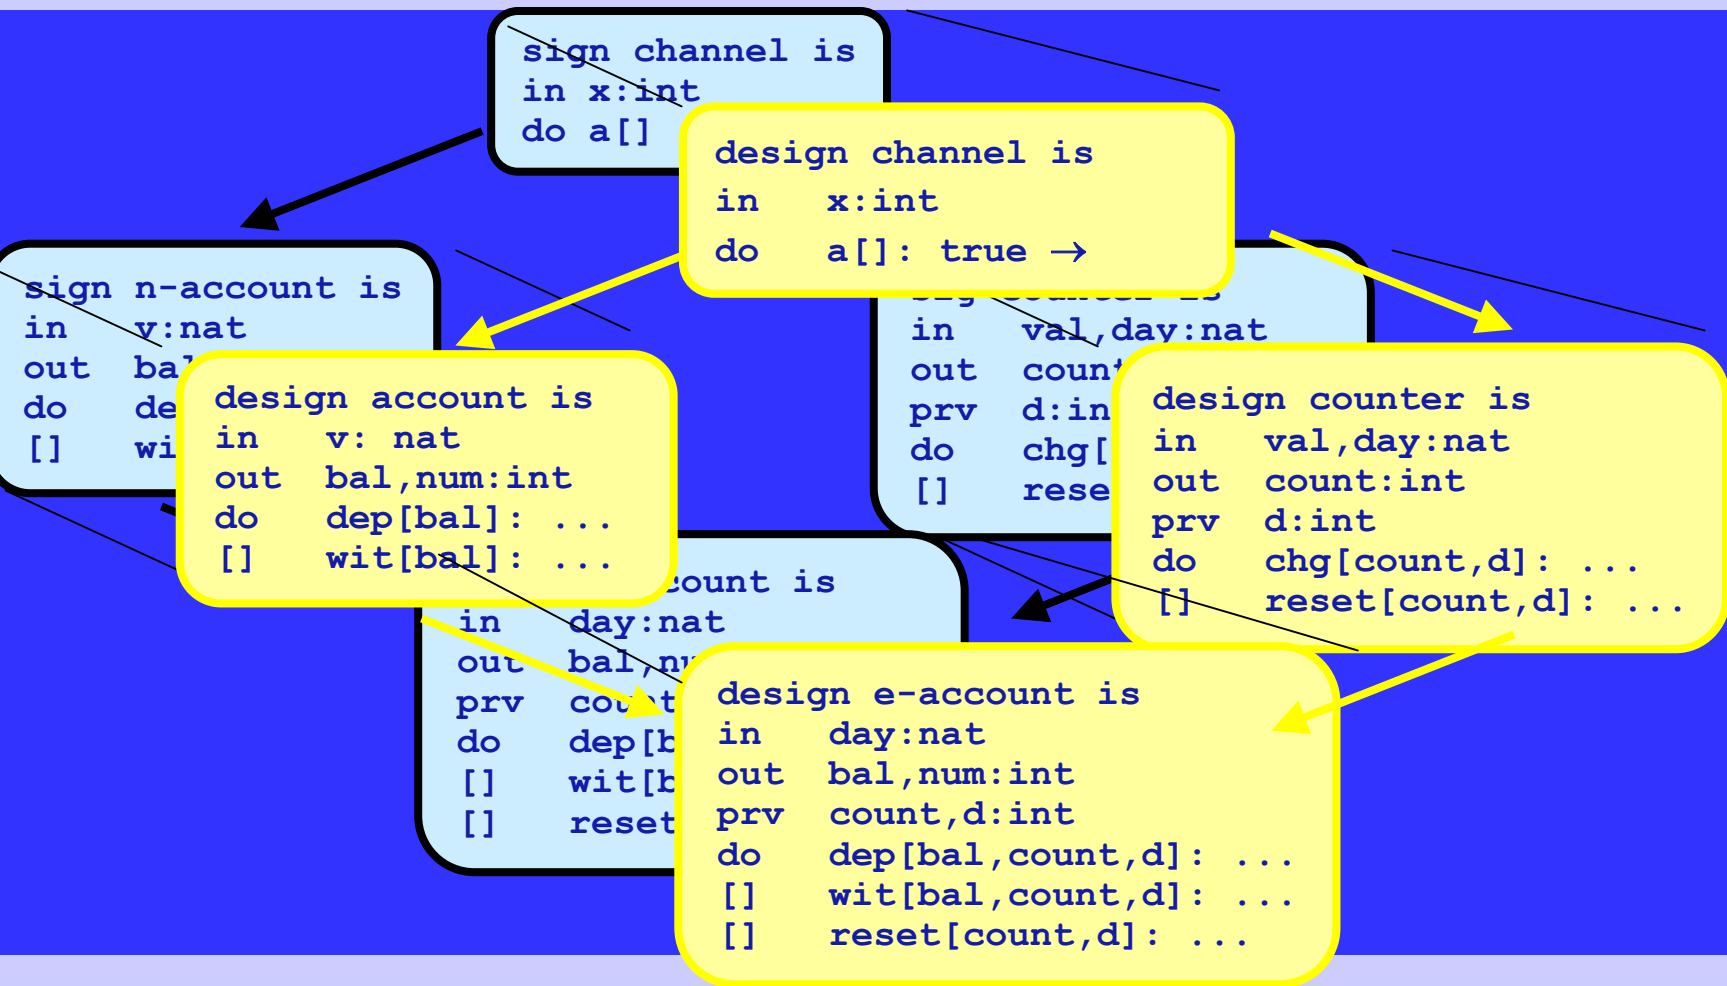 sign channel is
in x:int
do a[]
design channel is
in x:int
do a[]: true →
sign n-account is
in v:nat
out
do
[]
counter is
in val,day:nat
out
prv
do
[]
design account is
in v: nat
out bal,num:int
do dep[bal]: ...
[] wit[bal]: ...
design counter is
in val,day:nat
out count:int
prv d:int
do chg[count,d]: ...
[] reset[count,d]: ...
is
in day:nat
out
prv
do
[]
[] reset
design e-account is
in day:nat
out bal,num:int
prv count,d:int
do dep[bal,count,d]: ...
[] wit[bal,count,d]: ...
[] reset[count,d]: ...